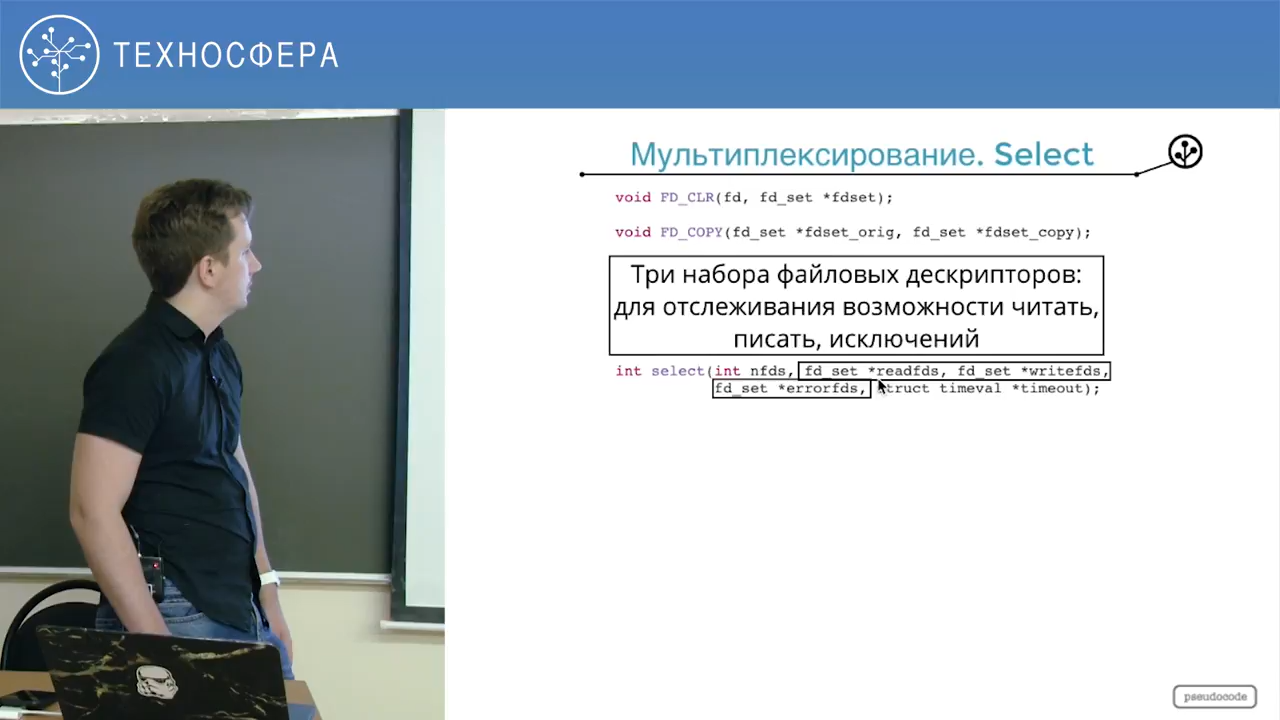 ТЕХНОСФЕРА
Мультиплексирование. Select
void FD_CLR(fd, fd_set *fdset);
void FD_COPY(fd_set *fdset_orig, fd_set *fdset_copy);
Три набора файловых дескрипторов:
для отслеживания возможности читать,
писать, исключений
int select(int nfds, fd_set *readfds, fd_set *writefds,
fd_set *errorfds, struct timeval *timeout);
pseudocode